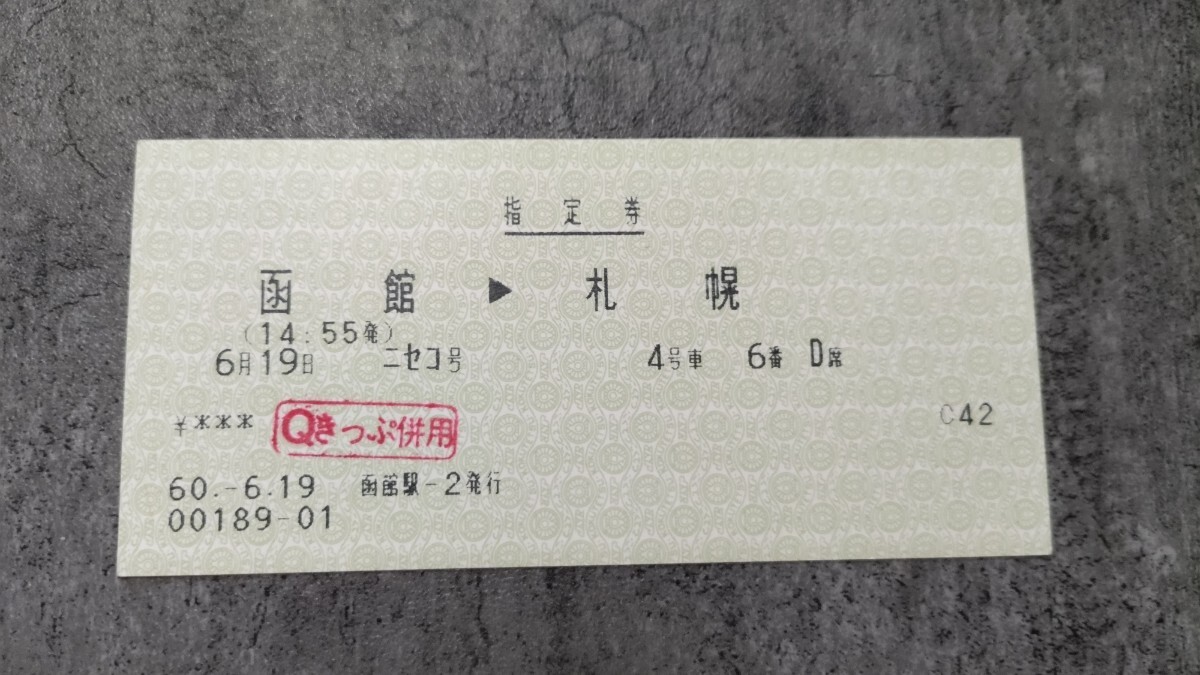 指定券
函館 ▶ 札幌
(14:55発)
6月19日 ニセコ号 4号車 6番 D席
¥*** Qきっぷ併用 C42
60.-6.19 函館駅-2発行
00189-01